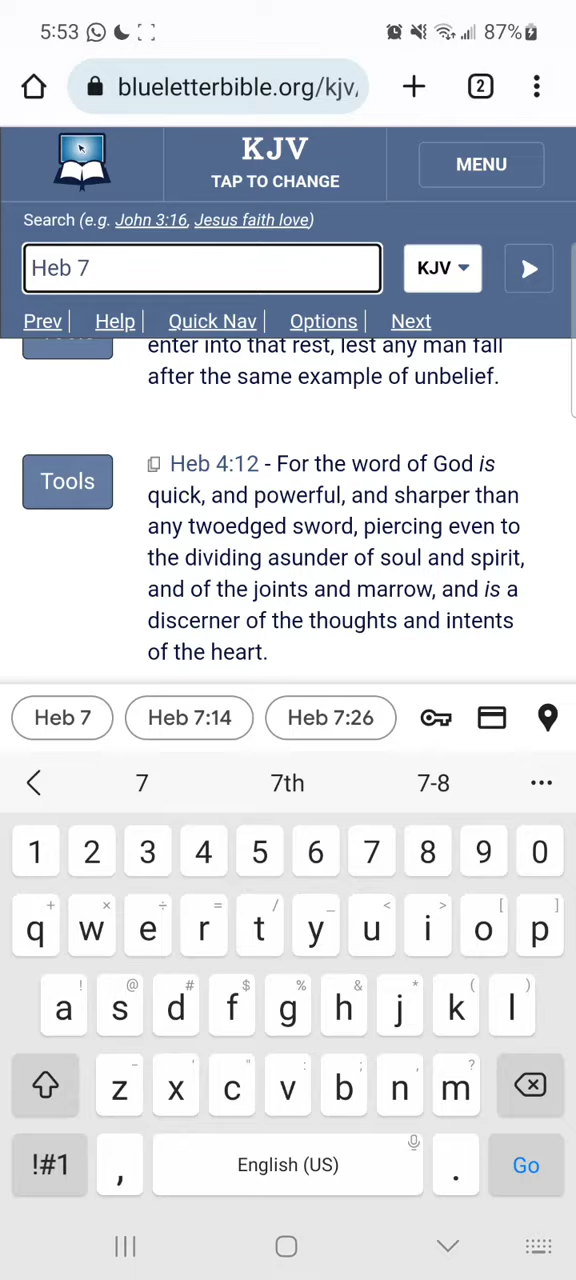 5:53 87%
blueletterbible.org/kjv/ 2
KJV
TAP TO CHANGE
MENU
Search (e.g. John 3:16, Jesus faith love)
Heb 7 KJV
Prev | Help | Quick Nav | Options | Next
Tools
enter into that rest, lest any man fall
after the same example of unbelief.
Tools
Heb 4:12 - For the word of God is
quick, and powerful, and sharper than
any twoedged sword, piercing even to
the dividing asunder of soul and spirit,
and of the joints and marrow, and is a
discerner of the thoughts and intents
of the heart.
Heb 7 Heb 7:14 Heb 7:26
7 7th 7-8 ...
1 2 3 4 5 6 7 8 9 0
+ × ÷ = / _ < > [ ]
q w e r t y u i o p
! @ # $ % & * ( )
a s d f g h j k l
- ' " : ; , ?
z x c v b n m
!#1 , English (US) . Go